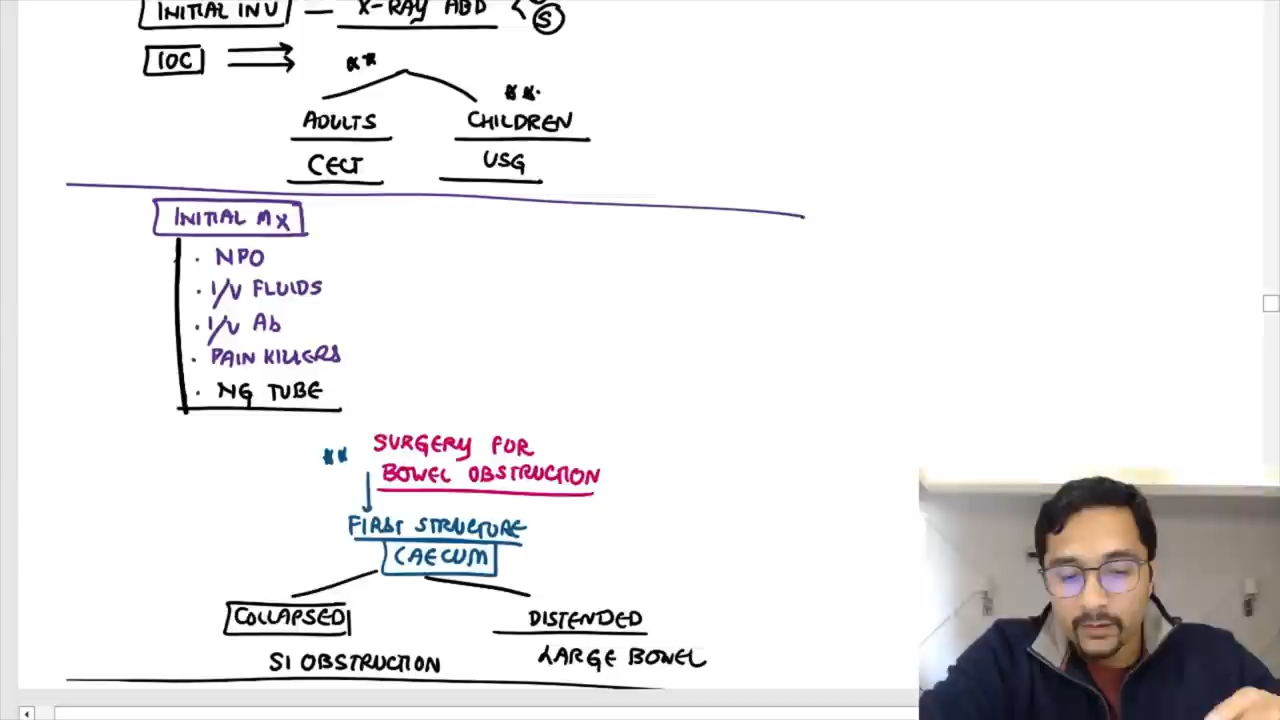 INITIAL INV — X-RAY ABD < S
IOC
** **
ADULTS CHILDREN
CECT USG
INITIAL MX
· NPO
· I/V FLUIDS
· I/V Ab
· PAIN KILLERS
· NG TUBE
** SURGERY FOR
BOWEL OBSTRUCTION
FIRST STRUCTURE
CAECUM
COLLAPSED DISTENDED
SI OBSTRUCTION LARGE BOWEL